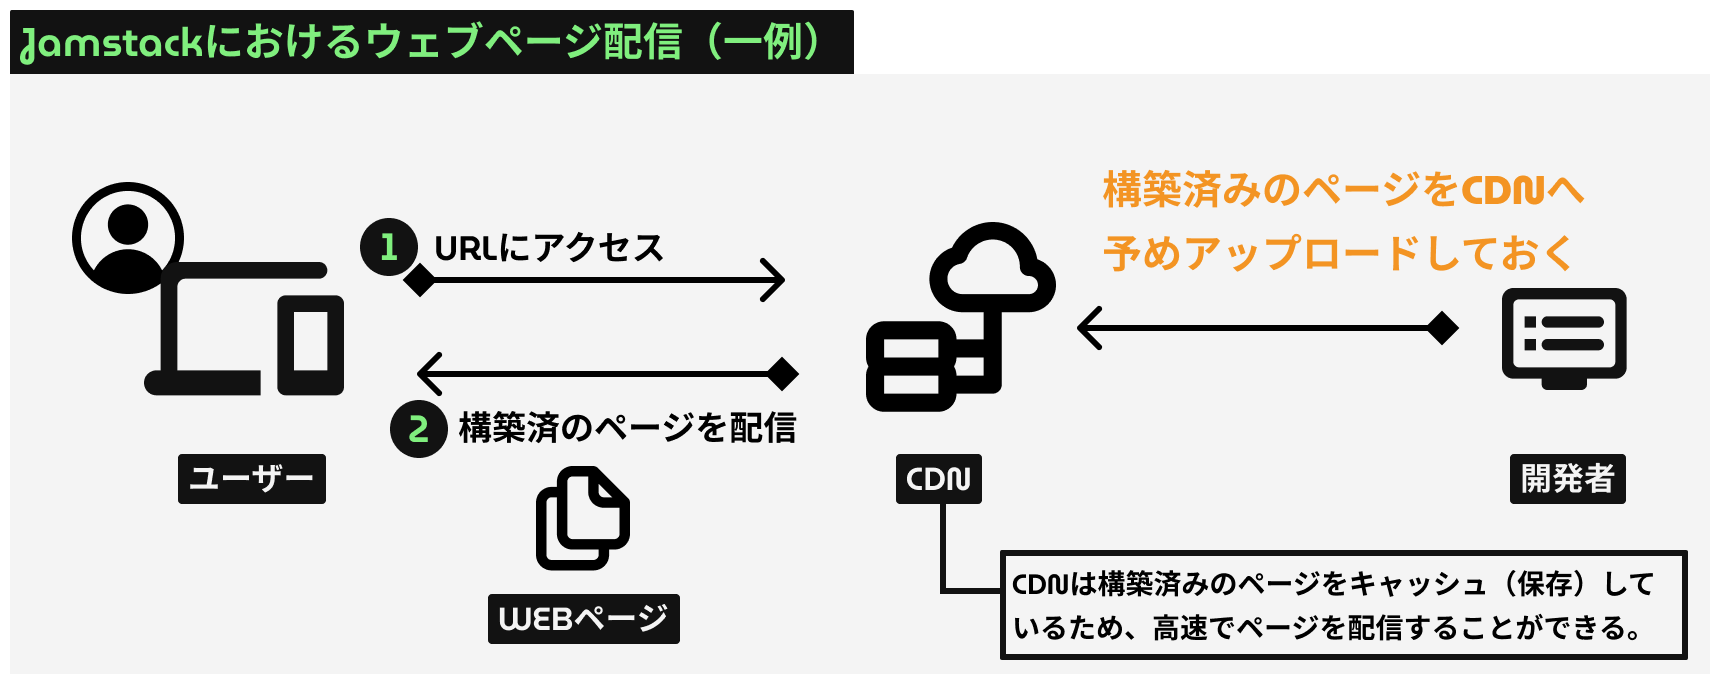 Jamstackにおけるウェブページ配信（一例）
構築済みのページをCDNへ
予めアップロードしておく
1 URLにアクセス
2 構築済のページを配信
ユーザー
CDN
開発者
WEBページ
CDNは構築済みのページをキャッシュ（保存）して
いるため、高速でページを配信することができる。